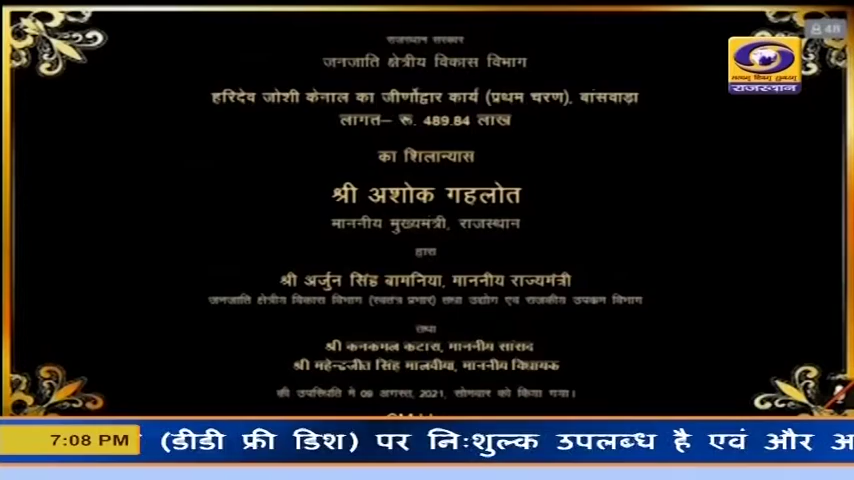 राजस्थान सरकार
जनजाति क्षेत्रीय विकास विभाग
48
राजस्थान
हरिदेव जोशी केनाल का जीर्णोद्वार कार्य (प्रथम चरण), बांसवाड़ा
लागत– रू. 489.84 लाख
का शिलान्यास
श्री अशोक गहलोत
माननीय मुख्यमंत्री, राजस्थान
द्वारा
श्री अर्जुन सिंह बामनिया, माननीय राज्यमंत्री
जनजाति क्षेत्रीय विकास विभाग (स्वतंत्र प्रभार) तथा उद्योग एवं राजकीय उपक्रम विभाग
तथा
श्री कनकमल कटारा, माननीय सांसद
श्री महेन्द्रजीत सिंह मालवीया, माननीय विधायक
की उपस्थिति में 09 अगस्त, 2021, सोमवार को किया गया।
7:08 PM (डीडी फ्री डिश) पर निःशुल्क उपलब्ध है एवं और